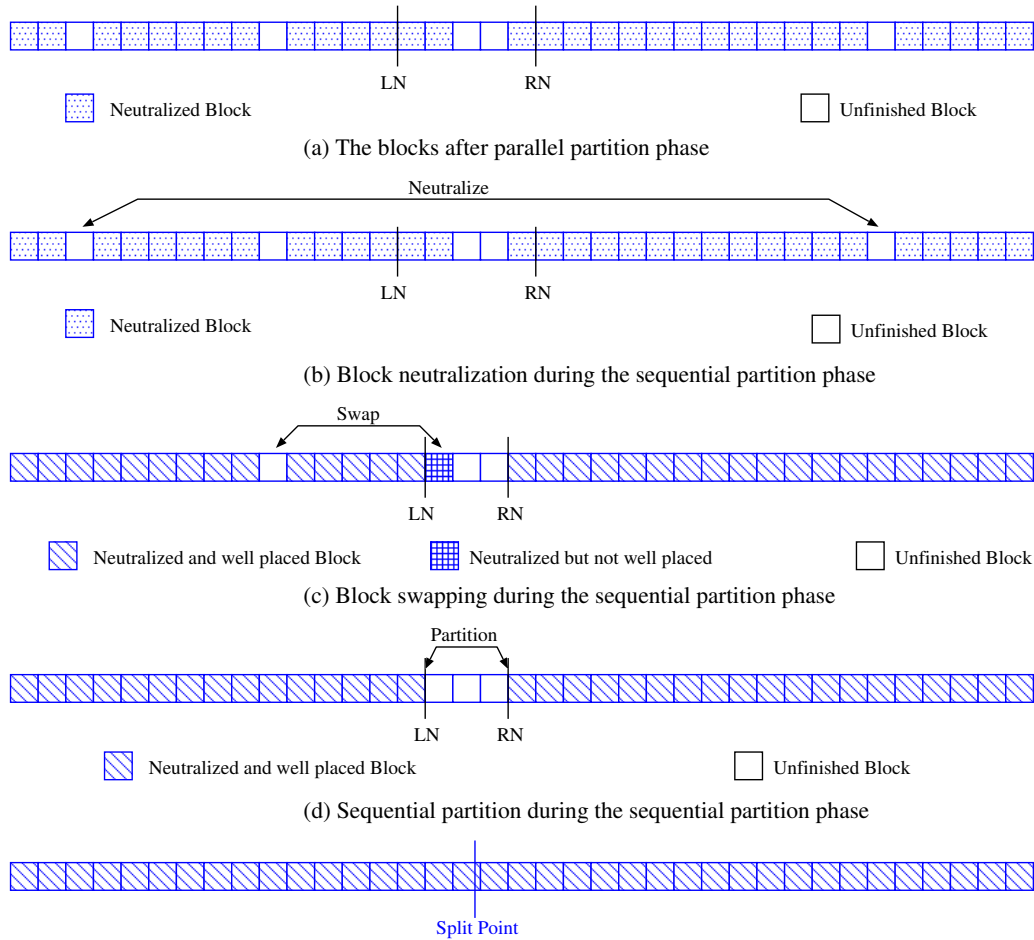 LN RN
Neutralized Block Unfinished Block
(a) The blocks after parallel partition phase
Neutralize
LN RN
Neutralized Block Unfinished Block
(b) Block neutralization during the sequential partition phase
Swap
LN RN
Neutralized and well placed Block Neutralized but not well placed Unfinished Block
(c) Block swapping during the sequential partition phase
Partition
LN RN
Neutralized and well placed Block Unfinished Block
(d) Sequential partition during the sequential partition phase
Split Point